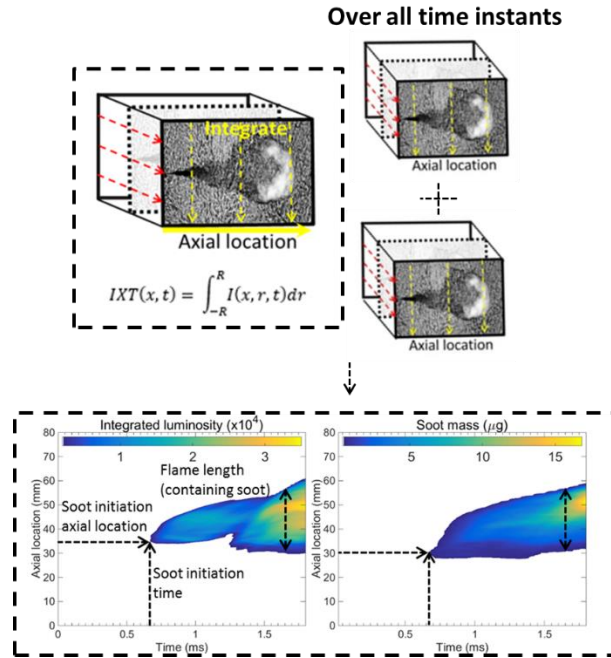 Over all time instants
Integrate
Axial location
IXT(x, t) = ∫_{-R}^{R} I(x, r, t)dr
Axial location
Axial location
Integrated luminosity (x10⁴)
1 2 3
Flame length
(containing soot)
Soot initiation
axial location
Soot initiation
time
Axial location (mm)
80
70
60
50
40
30
20
10
0
0 0.5 1 1.5
Time (ms)
Soot mass (μg)
5 10 15
Axial location (mm)
80
70
60
50
40
30
20
10
0
0.5 1 1.5
Time (ms)